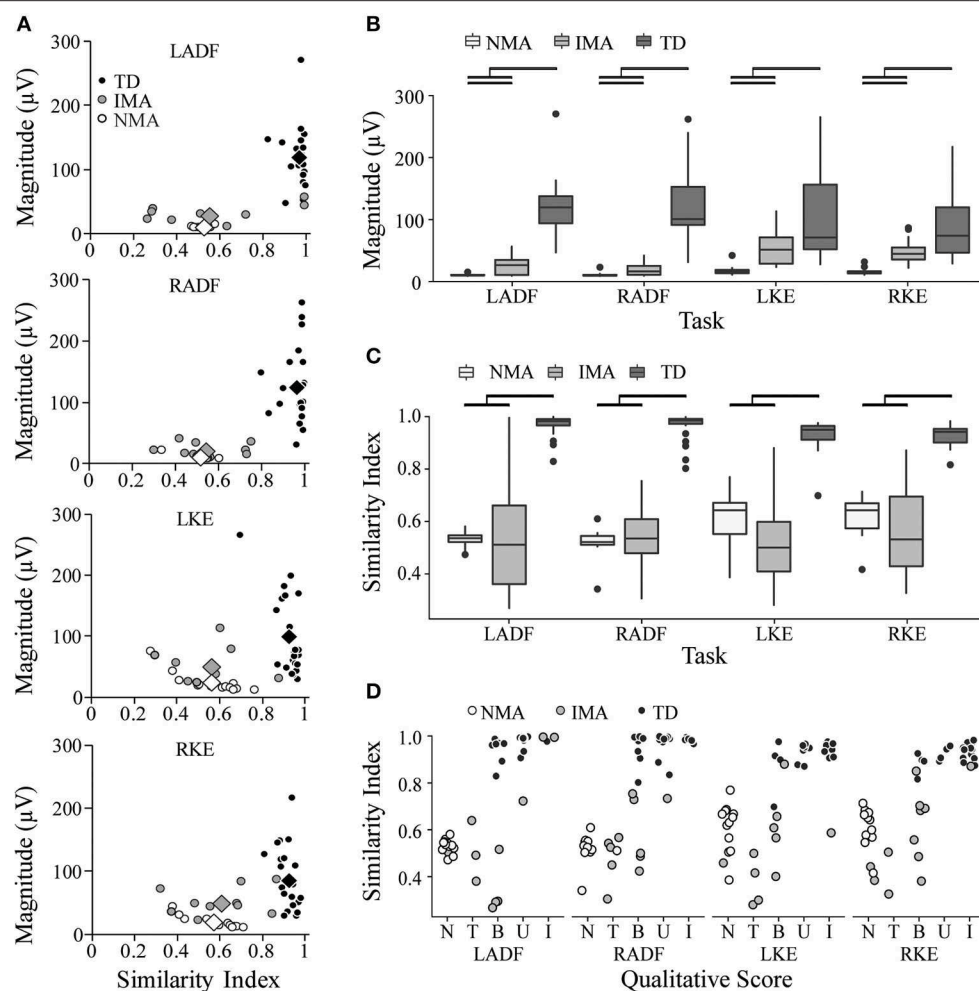 A
LADF
Magnitude (µV)
300
200
100
0
TD
IMA
NMA
0 0.2 0.4 0.6 0.8 1
RADF
Magnitude (µV)
300
200
100
0
0 0.2 0.4 0.6 0.8 1
LKE
Magnitude (µV)
300
200
100
0
0 0.2 0.4 0.6 0.8 1
RKE
Magnitude (µV)
300
200
100
0
0 0.2 0.4 0.6 0.8 1
Similarity Index
B
NMA IMA TD
Magnitude (µV)
300
200
100
0
LADF RADF LKE RKE
Task
C
NMA IMA TD
Similarity Index
1.0
0.8
0.6
0.4
LADF RADF LKE RKE
Task
D
NMA IMA TD
Similarity Index
1.0
0.8
0.6
0.4
N T B U I N T B U I N T B U I N T B U I
LADF RADF LKE RKE
Qualitative Score